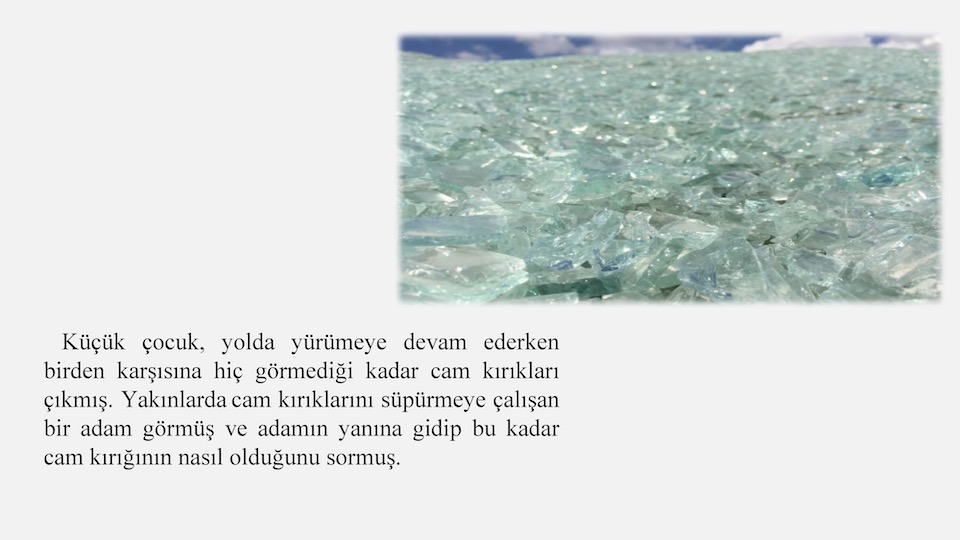 Küçük çocuk, yolda yürümeye devam ederken
birden karşısına hiç görmediği kadar cam kırıkları
çıkmış. Yakınlarda cam kırıklarını süpürmeye çalışan
bir adam görmüş ve adamın yanına gidip bu kadar
cam kırığının nasıl olduğunu sormuş.